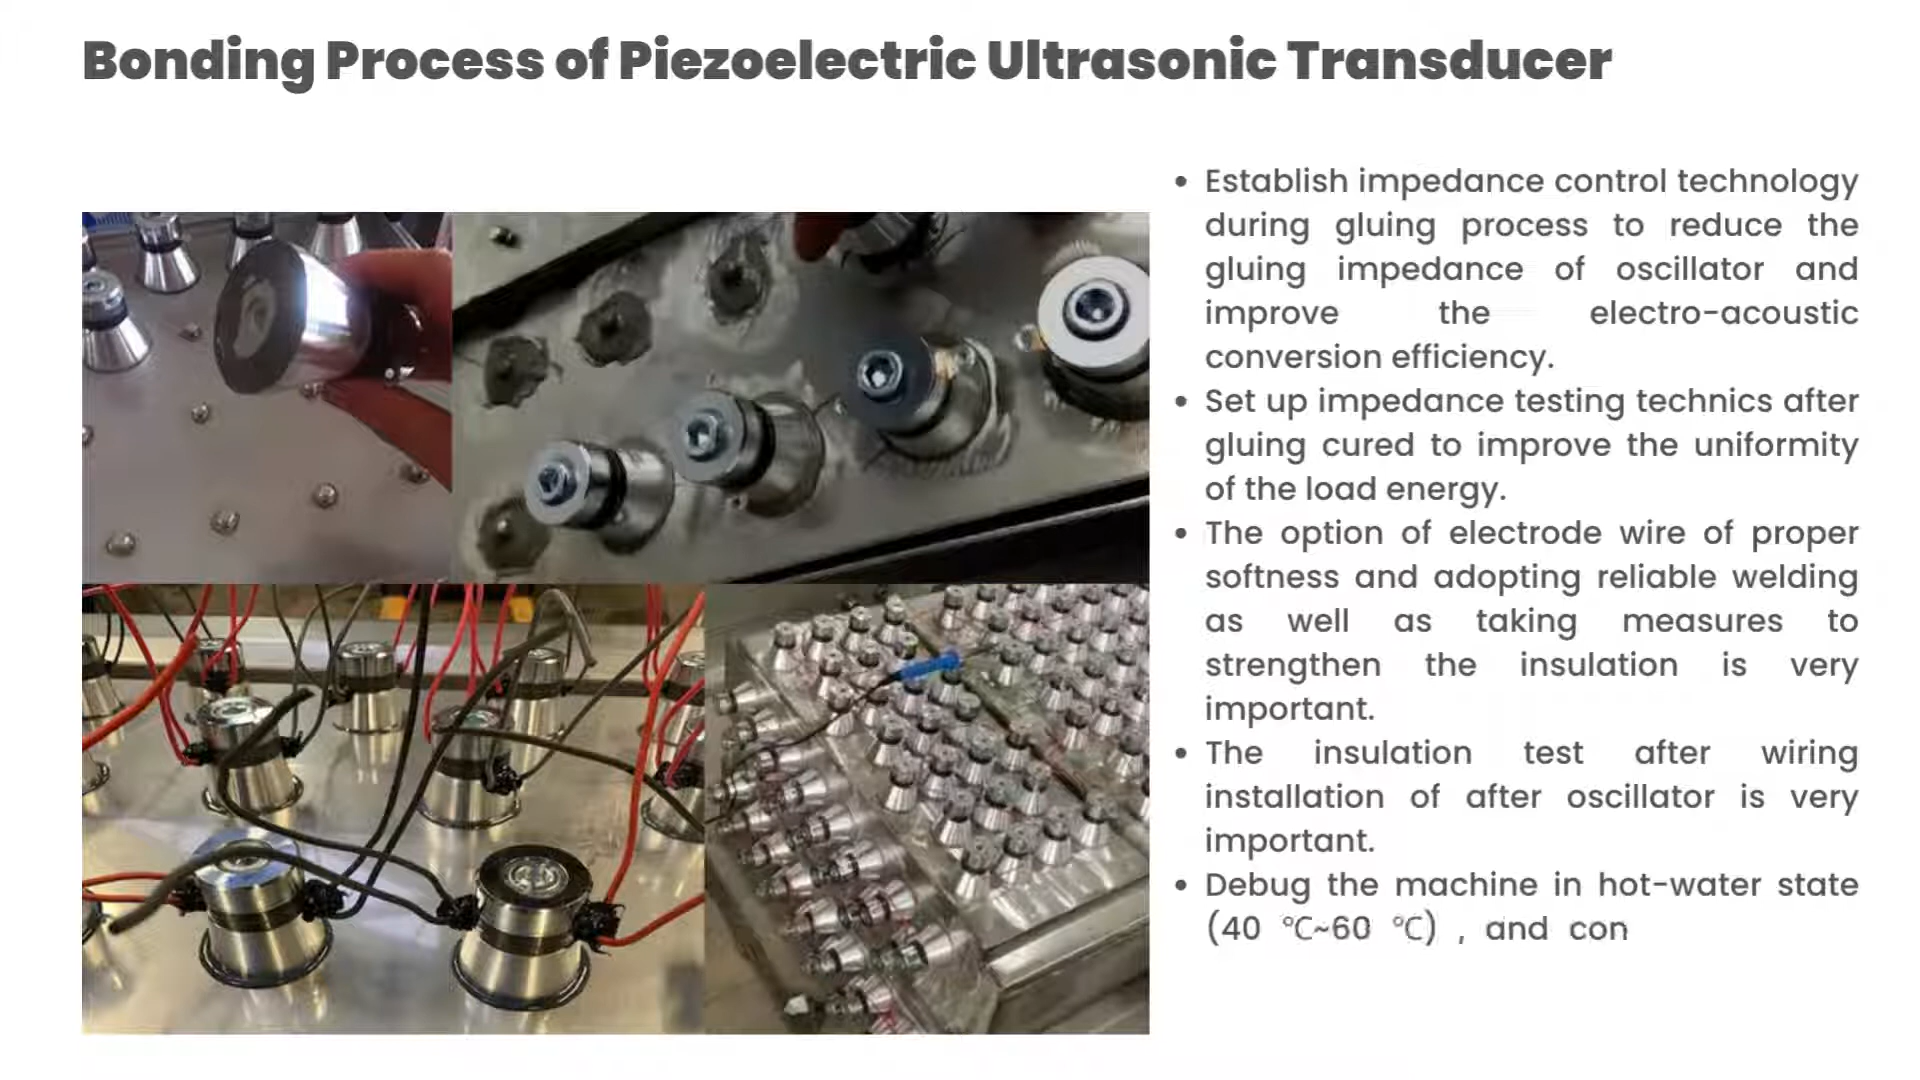 Bonding Process of Piezoelectric Ultrasonic Transducer
• Establish impedance control technology
during gluing process to reduce the
gluing impedance of oscillator and
improve the electro-acoustic
conversion efficiency.
• Set up impedance testing technics after
gluing cured to improve the uniformity
of the load energy.
• The option of electrode wire of proper
softness and adopting reliable welding
as well as taking measures to
strengthen the insulation is very
important.
• The insulation test after wiring
installation of after oscillator is very
important.
• Debug the machine in hot-water state
(40 ℃~60 ℃) , and con